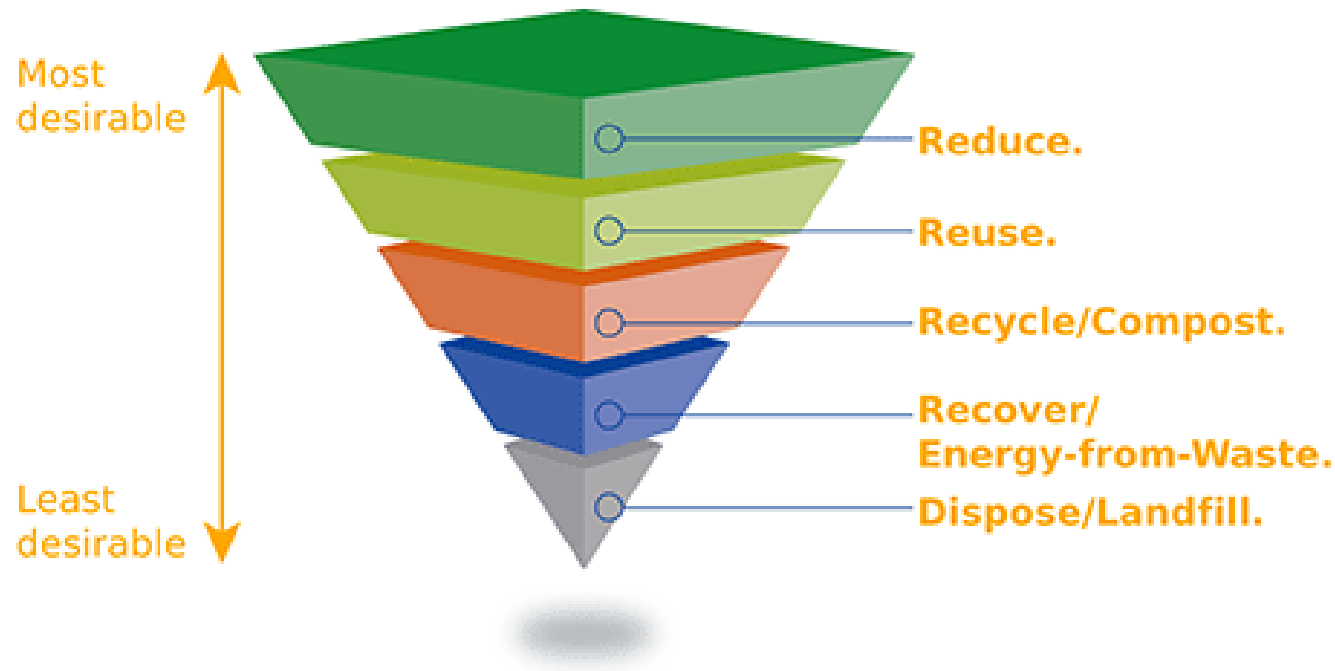 Most
desirable
Reduce.
Reuse.
Recycle/Compost.
Recover/
Energy-from-Waste.
Least
desirable
Dispose/Landfill.